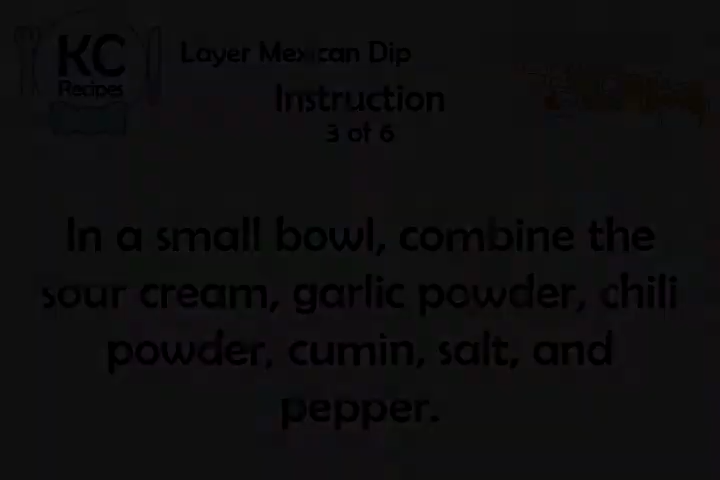 KC
Recipes
Layer Mexican Dip
Instruction
3 of 6
In a small bowl, combine the
sour cream, garlic powder, chili
powder, cumin, salt, and
pepper.